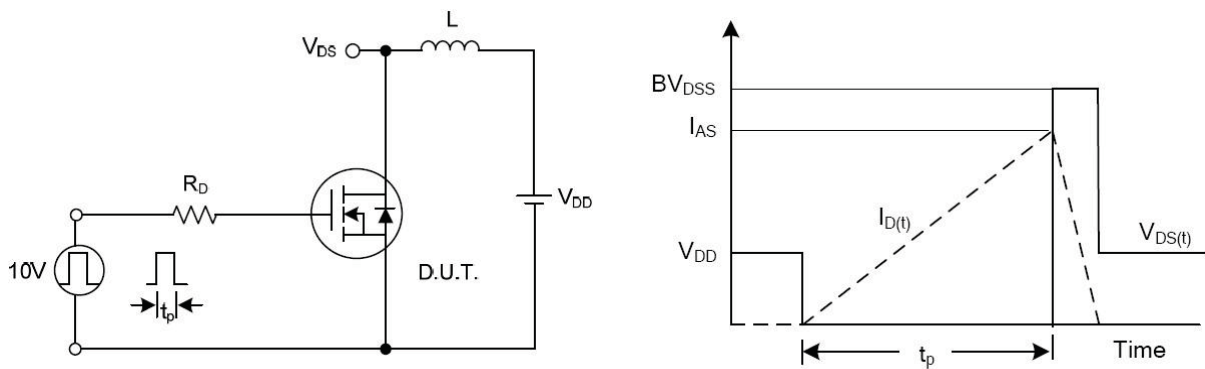 L
V_DS
R_D
V_DD
10V
D.U.T.
t_p
BV_DSS
I_AS
I_D(t)
V_DD
V_DS(t)
t_p
Time